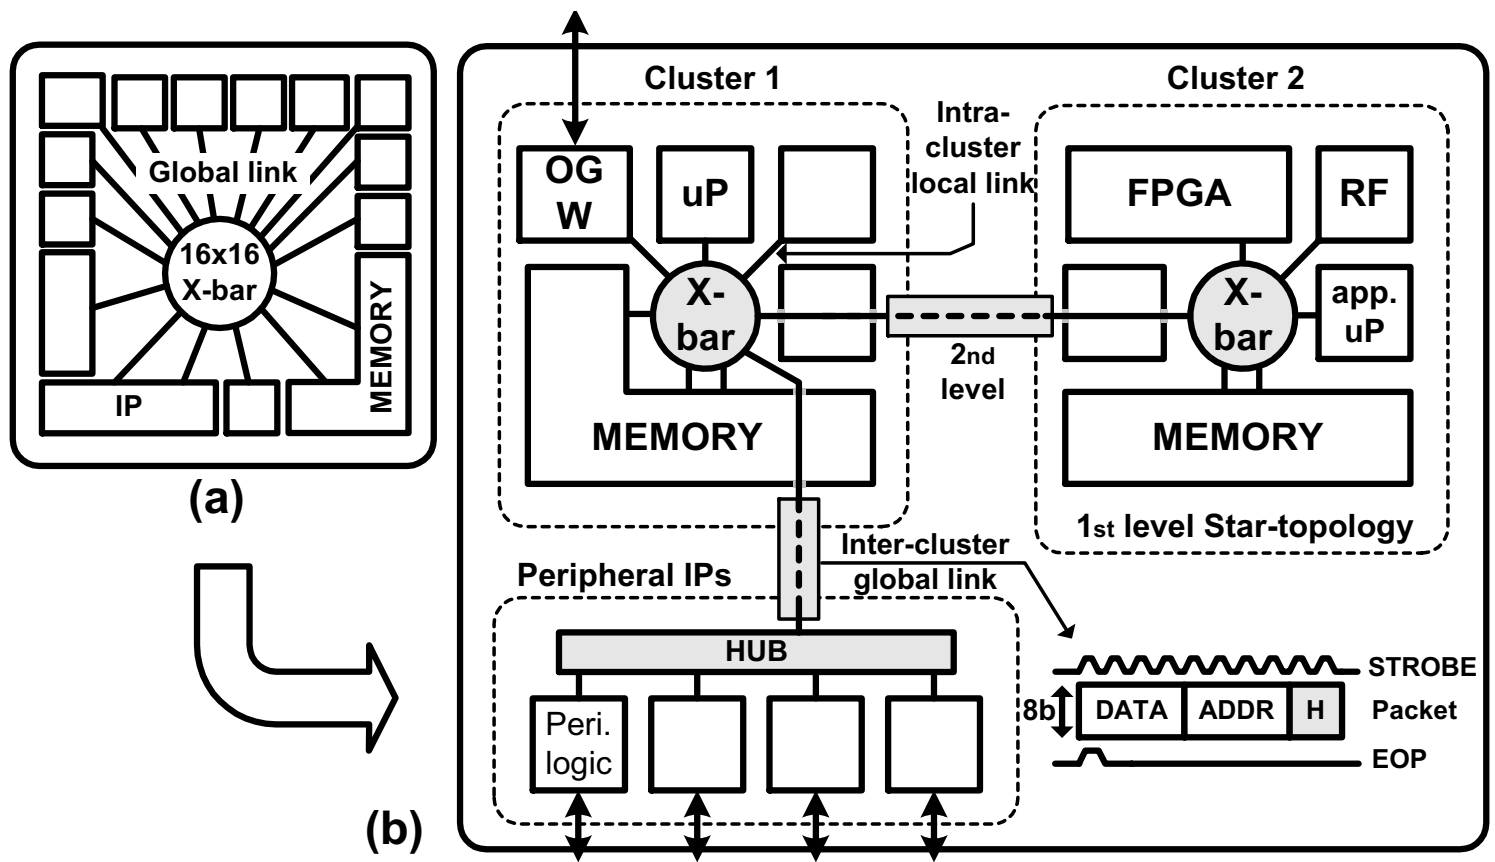 Global link
16x16
X-bar
MEMORY
IP
(a)
Cluster 1
OG
W
uP
X-
bar
MEMORY
Intra-
cluster
local link
2nd
level
Cluster 2
FPGA
RF
X-
bar
app.
uP
MEMORY
1st level Star-topology
Inter-cluster
global link
Peripheral IPs
HUB
Peri.
logic
STROBE
8b
DATA
ADDR
H
Packet
EOP
(b)